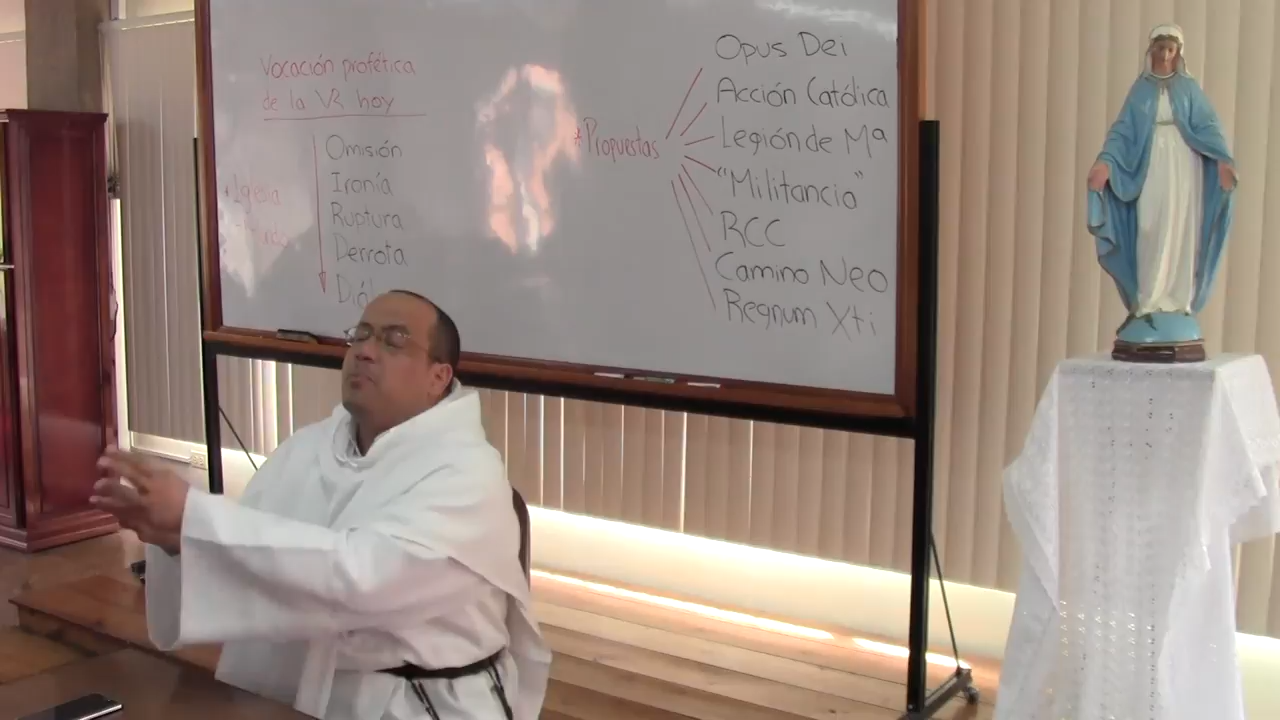 Vocación profética
de la VR hoy
Omisión
Ironía
Ruptura
Derrota
Iglesia
* Propuestas
Opus Dei
Acción Católica
Legión de Mª
"Militancia"
RCC
Camino Neo
Regnum Xti